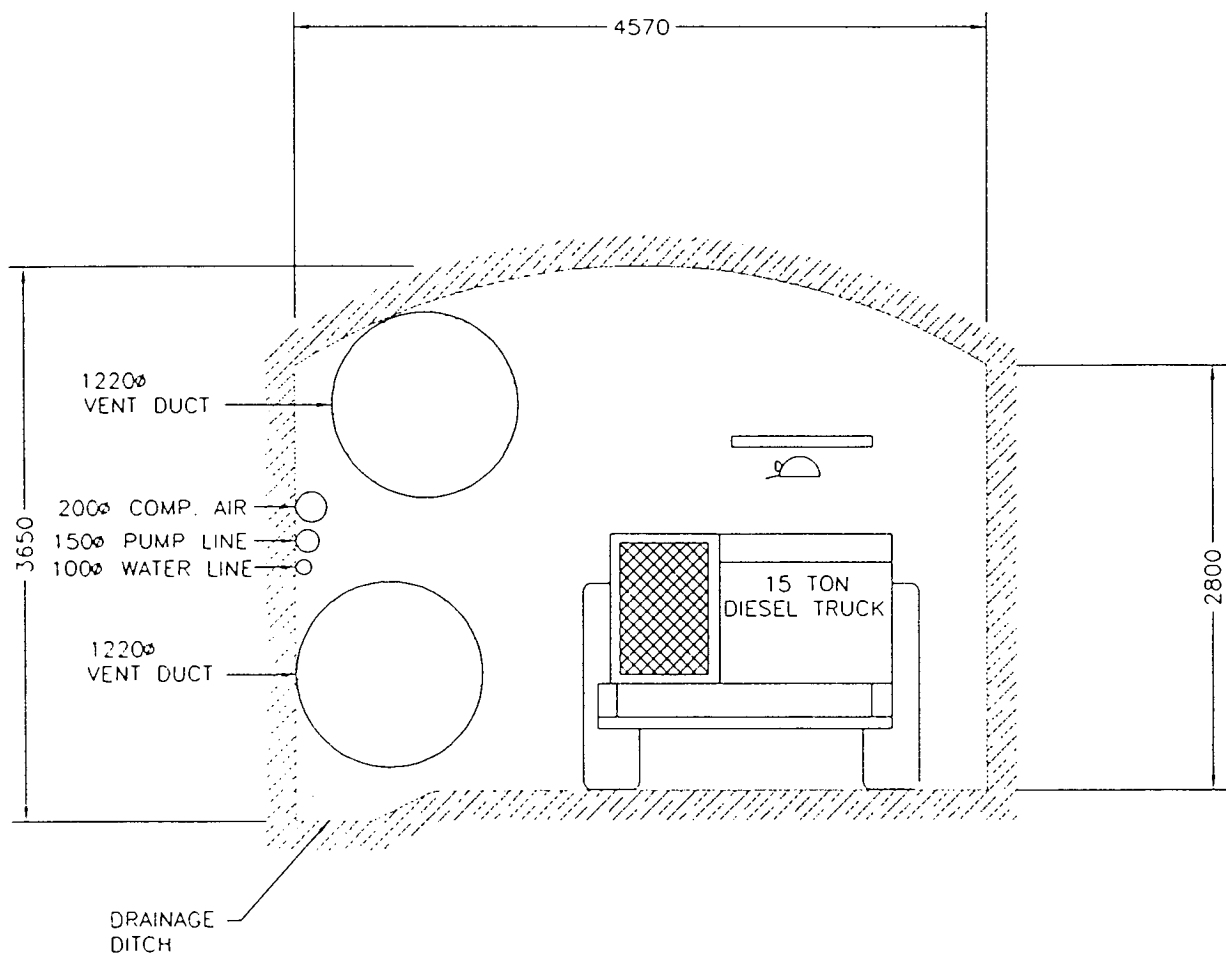 4570
1220ø
VENT DUCT
200ø COMP. AIR
150ø PUMP LINE
100ø WATER LINE
3650
15 TON
DIESEL TRUCK
2800
1220ø
VENT DUCT
DRAINAGE
DITCH